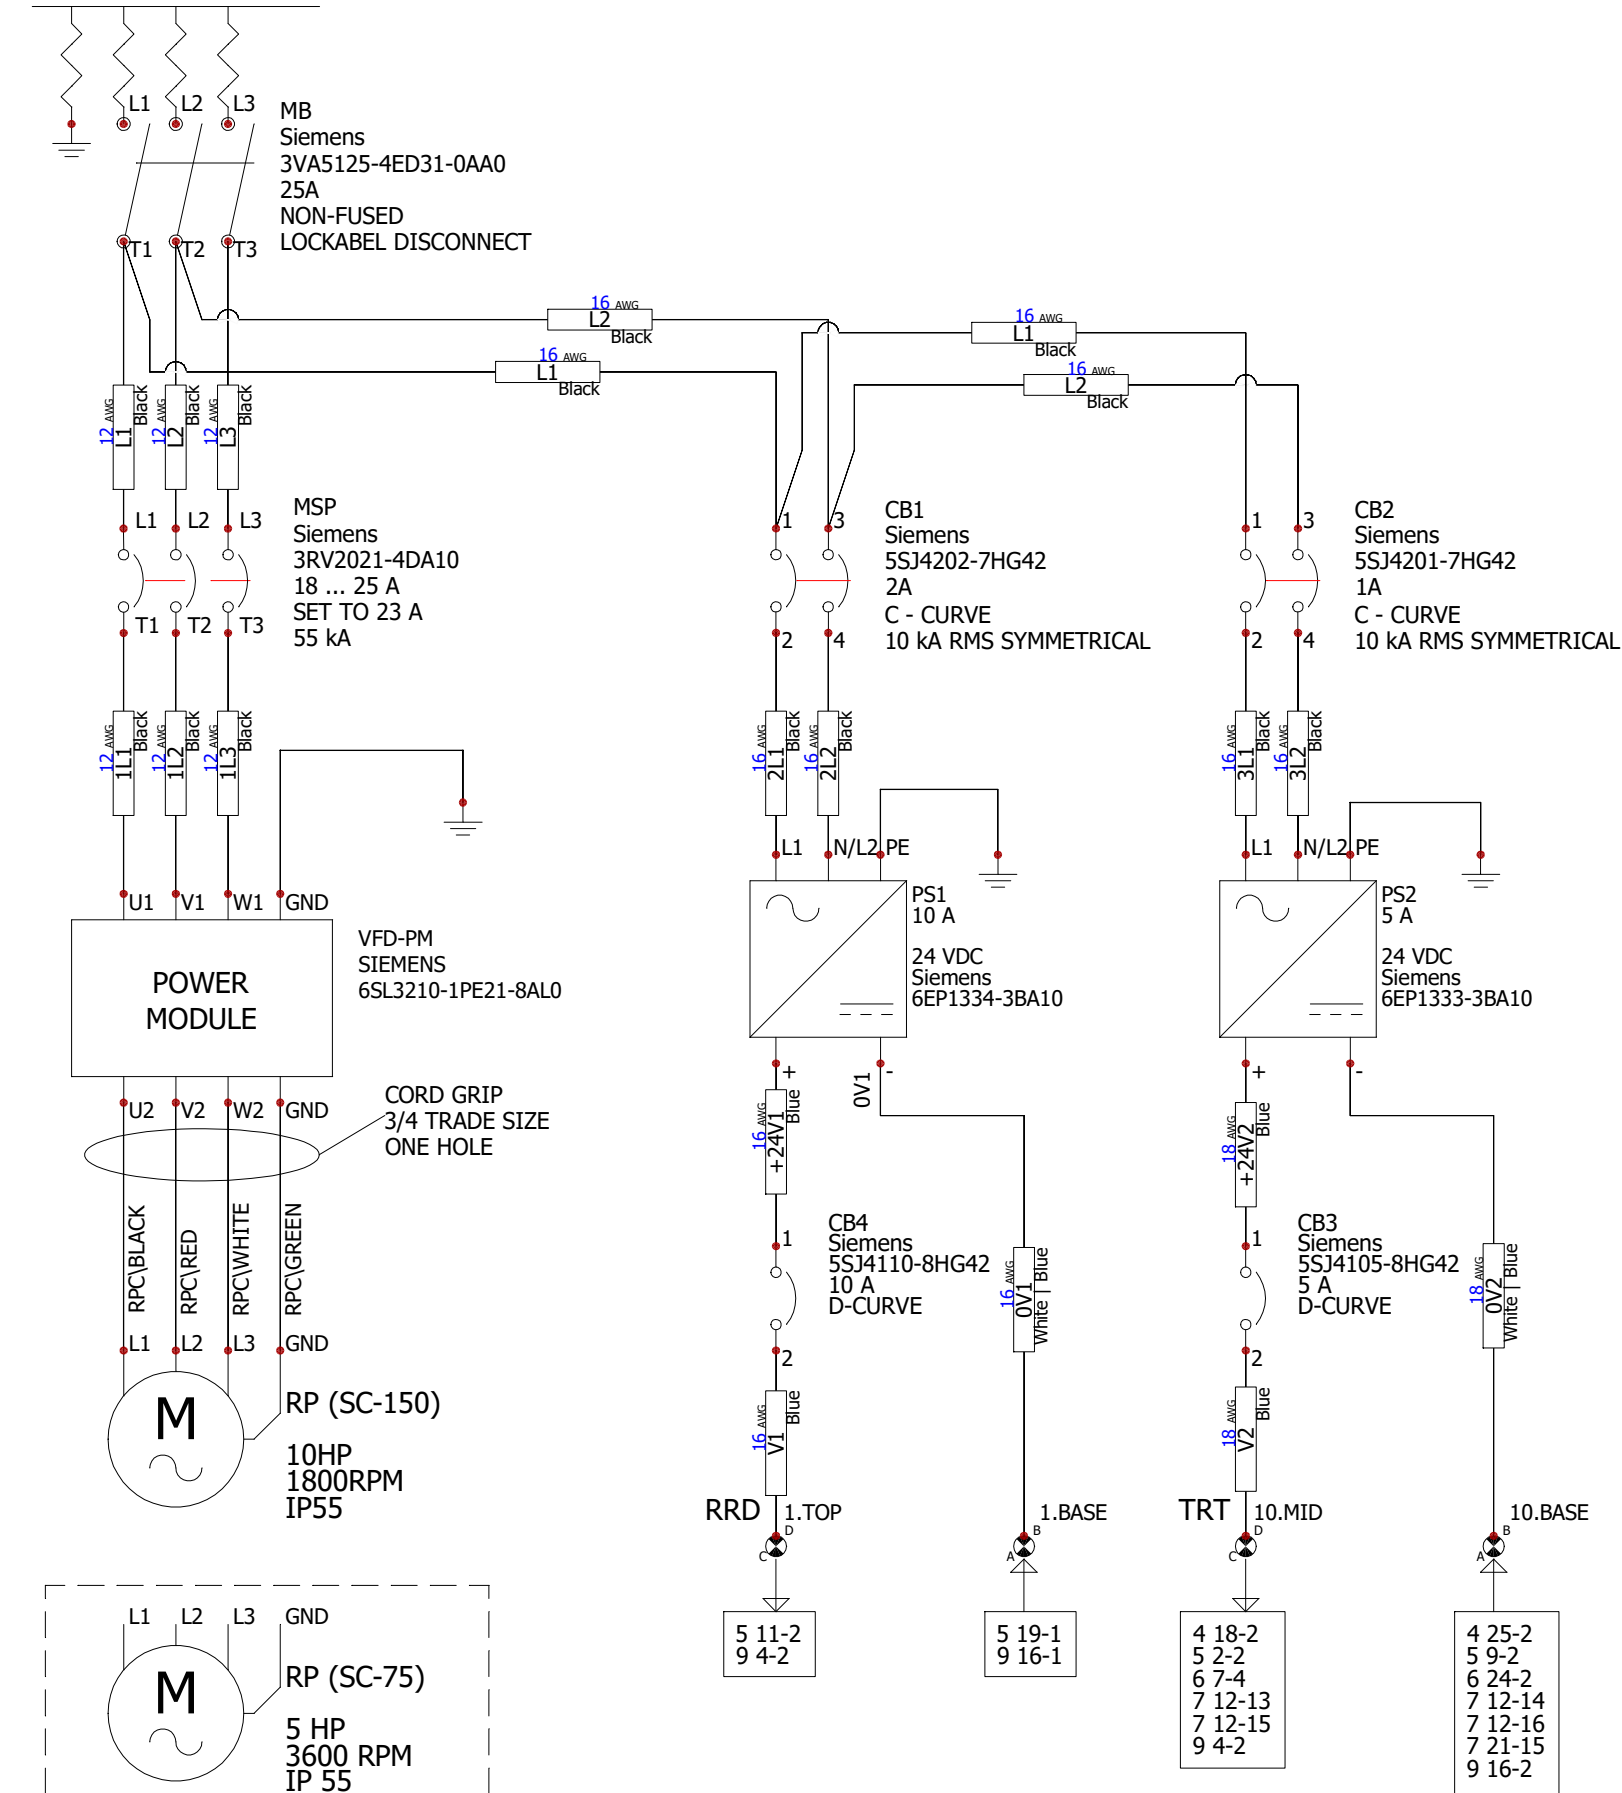 L1
L2
L3
MB
Siemens
3VA5125-4ED31-0AA0
25A
NON-FUSED
LOCKABEL DISCONNECT
T1
T2
T3
16 AWG
L2
Black
16 AWG
L1
Black
16 AWG
L1
Black
16 AWG
L2
Black
12 AWG
L1
Black
12 AWG
L2
Black
12 AWG
L3
Black
L1
L2
L3
MSP
Siemens
3RV2021-4DA10
18 ... 25 A
SET TO 23 A
55 kA
T1
T2
T3
1
3
CB1
Siemens
5SJ4202-7HG42
2A
C - CURVE
10 kA RMS SYMMETRICAL
2
4
1
3
CB2
Siemens
5SJ4201-7HG42
1A
C - CURVE
10 kA RMS SYMMETRICAL
2
4
12 AWG
1L1
Black
12 AWG
1L2
Black
12 AWG
1L3
Black
16 AWG
2L1
Black
16 AWG
2L2
Black
16 AWG
3L1
Black
16 AWG
3L2
Black
U1
V1
W1
GND
POWER
MODULE
VFD-PM
SIEMENS
6SL3210-1PE21-8AL0
U2
V2
W2
GND
CORD GRIP
3/4 TRADE SIZE
ONE HOLE
RPC\BLACK
RPC\RED
RPC\WHITE
RPC\GREEN
L1
L2
L3
GND
M
RP (SC-150)
10HP
1800RPM
IP55
L1
L2
L3
GND
M
RP (SC-75)
5 HP
3600 RPM
IP 55
L1
N/L2
PE
PS1
10 A
24 VDC
Siemens
6EP1334-3BA10
+
-
0V1
16 AWG
+24V1
Blue
1
CB4
Siemens
5SJ4110-8HG42
10 A
D-CURVE
2
16 AWG
0V1
White | Blue
16 AWG
V1
Blue
RRD
1.TOP
D
C
1.BASE
B
A
5 11-2
9 4-2
5 19-1
9 16-1
L1
N/L2
PE
PS2
5 A
24 VDC
Siemens
6EP1333-3BA10
+
-
18 AWG
+24V2
Blue
1
CB3
Siemens
5SJ4105-8HG42
5 A
D-CURVE
2
18 AWG
0V2
White | Blue
18 AWG
V2
Blue
TRT
10.MID
D
C
10.BASE
B
A
4 18-2
5 2-2
6 7-4
7 12-13
7 12-15
9 4-2
4 25-2
5 9-2
6 24-2
7 12-14
7 12-16
7 21-15
9 16-2